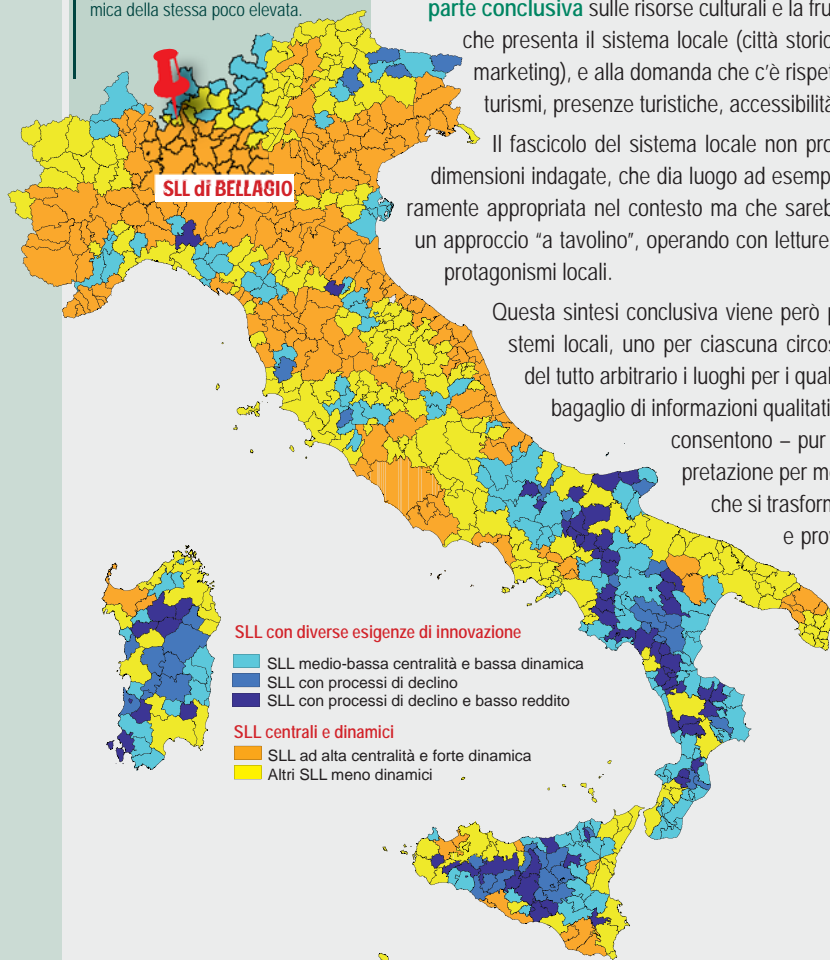 mica della stessa poco elevata.
parte conclusiva sulle risorse culturali e la fru
che presenta il sistema locale (città storic
marketing), e alla domanda che c'è rispet
turismi, presenze turistiche, accessibilità
Il fascicolo del sistema locale non pro
dimensioni indagate, che dia luogo ad esemp
ramente appropriata nel contesto ma che sareb
un approccio "a tavolino", operando con letture
protagonismi locali.
Questa sintesi conclusiva viene però p
stemi locali, uno per ciascuna circos
del tutto arbitrario i luoghi per i qual
bagaglio di informazioni qualitati
consentono – pur
pretazione per me
che si trasform
e prov
SLL di BELLAGIO
SLL con diverse esigenze di innovazione
SLL medio-bassa centralità e bassa dinamica
SLL con processi di declino
SLL con processi di declino e basso reddito
SLL centrali e dinamici
SLL ad alta centralità e forte dinamica
Altri SLL meno dinamici